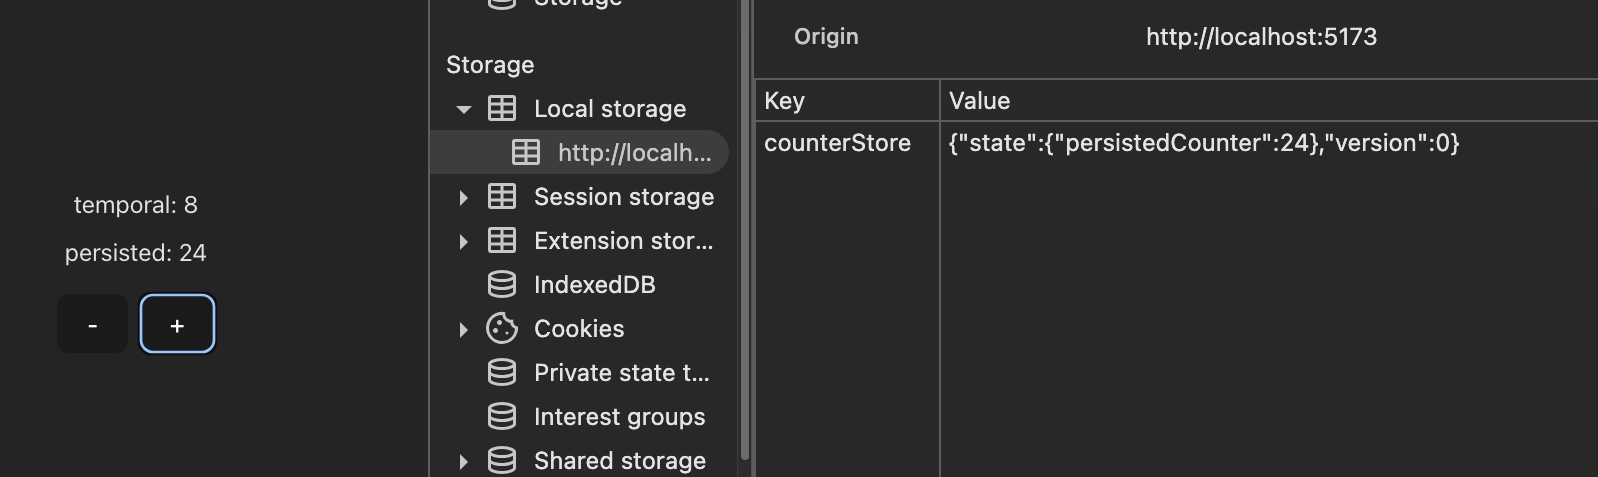 temporal: 8
persisted: 24
-
+
Storage
Storage
Local storage
http://localh...
Session storage
Extension stor...
IndexedDB
Cookies
Private state t...
Interest groups
Shared storage
Origin http://localhost:5173
Key Value
counterStore {"state":{"persistedCounter":24},"version":0}